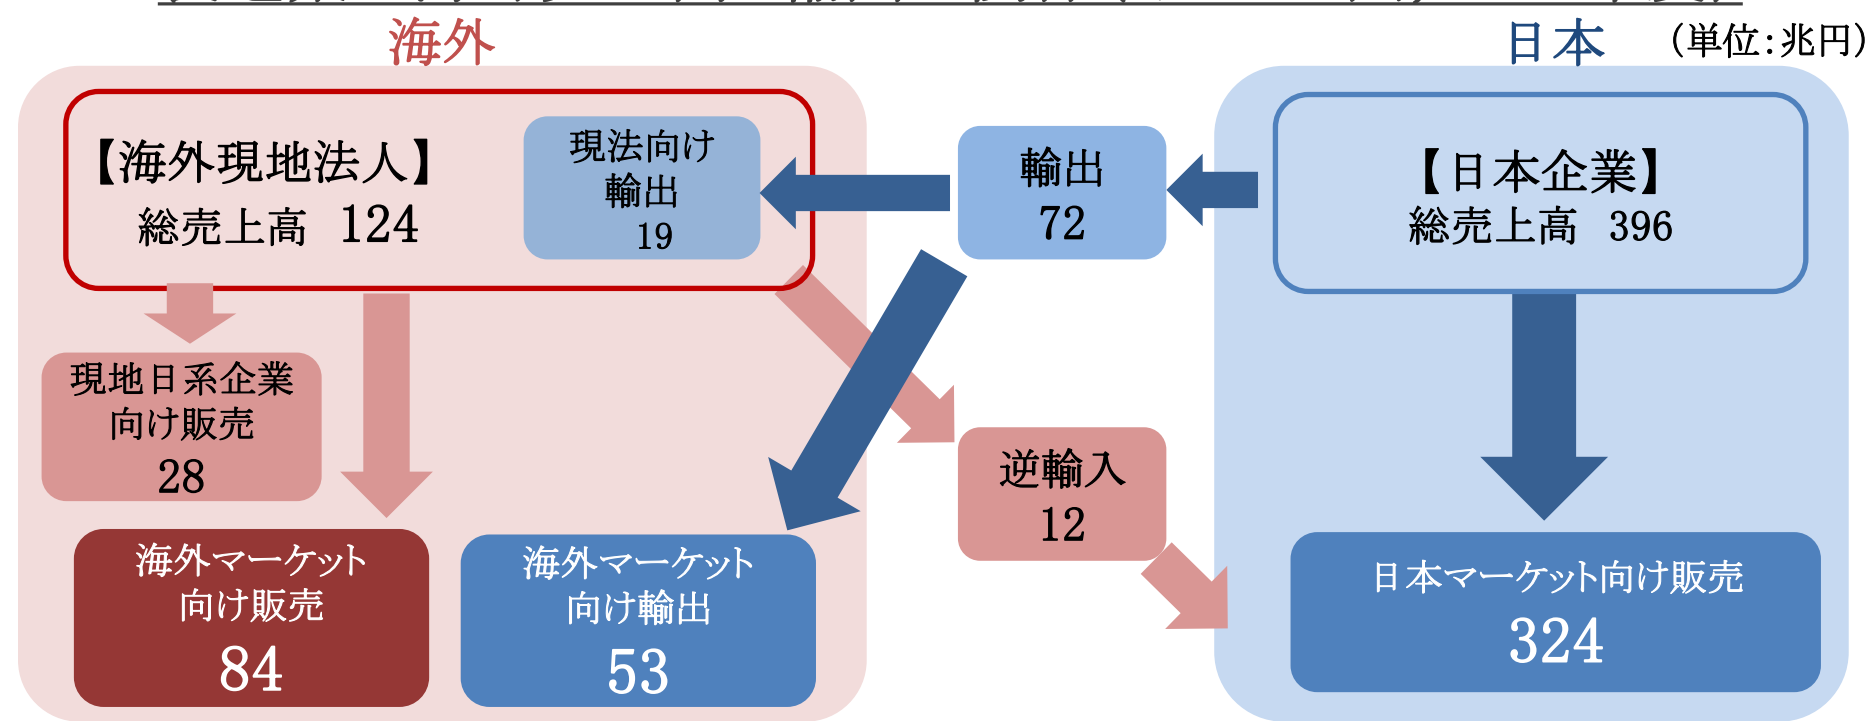 海外
日本
(単位:兆円)
【海外現地法人】
総売上高 124
現法向け
輸出
19
輸出
72
【日本企業】
総売上高 396
現地日系企業
向け販売
28
逆輸入
12
海外マーケット
向け販売
84
海外マーケット
向け輸出
53
日本マーケット向け販売
324